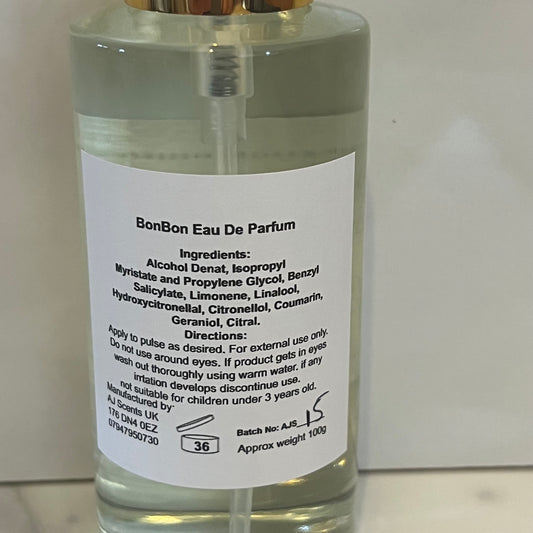 BonBon Eau De Parfum
Ingredients:
Alcohol Denat, Isopropyl
Myristate and Propylene Glycol, Benzyl
Salicylate, Limonene, Linalool,
Hydroxycitronellal, Citronellol, Coumarin,
Geraniol, Citral.
Directions:
Apply to pulse as desired. For external use only.
Do not use around eyes. If product gets in eyes
wash out thoroughly using warm water. if any
irritation develops discontinue use.
not suitable for children under 3 years old.
Manufactured by
AJ Scents UK
176 DN4 0EZ
07947950730
36
Batch No: AJS 15
Approx weight 100g